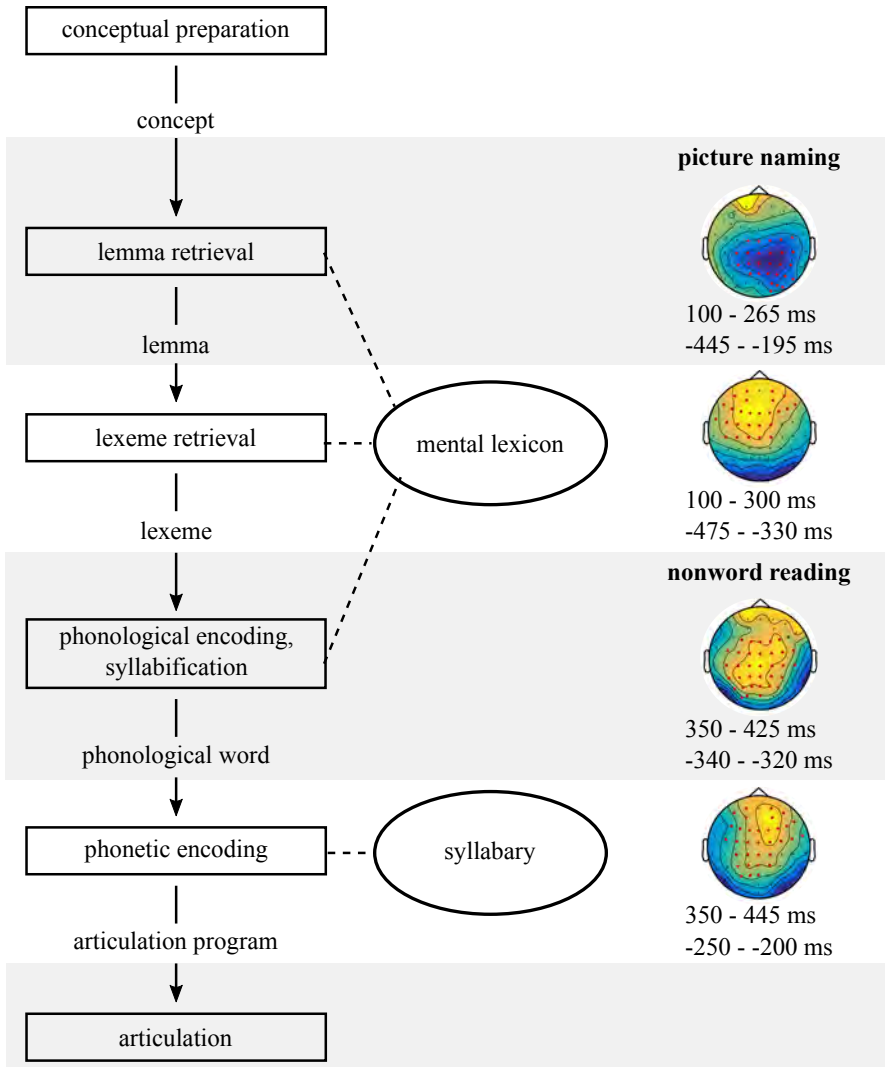 conceptual preparation
concept
picture naming
lemma retrieval
100 - 265 ms
-445 - -195 ms
lemma
lexeme retrieval
mental lexicon
100 - 300 ms
-475 - -330 ms
lexeme
nonword reading
phonological encoding,
syllabification
350 - 425 ms
-340 - -320 ms
phonological word
phonetic encoding
syllabary
350 - 445 ms
-250 - -200 ms
articulation program
articulation